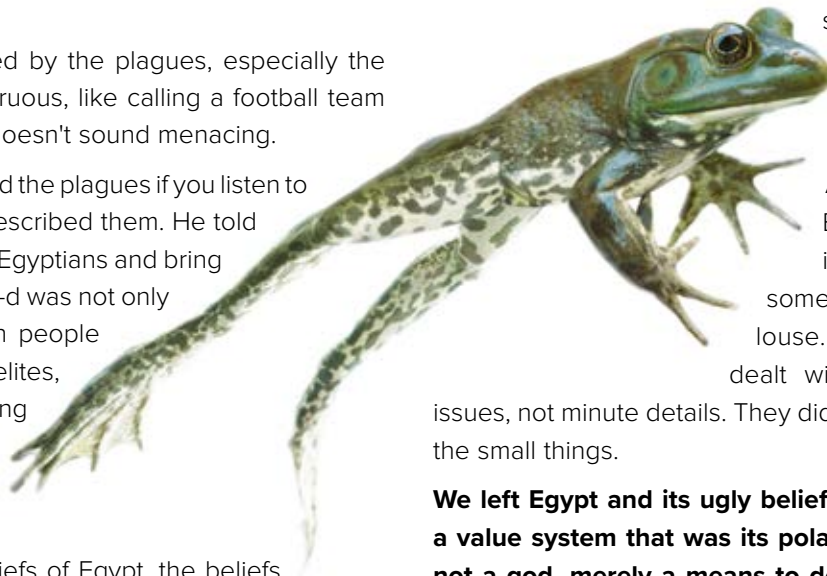 ed by the plagues, especially the
ruous, like calling a football team
oesn't sound menacing.
d the plagues if you listen to
escribed them. He told
Egyptians and bring
-d was not only
n people
elites,
ng
iefs of Egypt, the beliefs
s
A
E
i
some
louse.
dealt wi
issues, not minute details. They did
the small things.
We left Egypt and its ugly belief
a value system that was its pola
not a god, merely a means to de